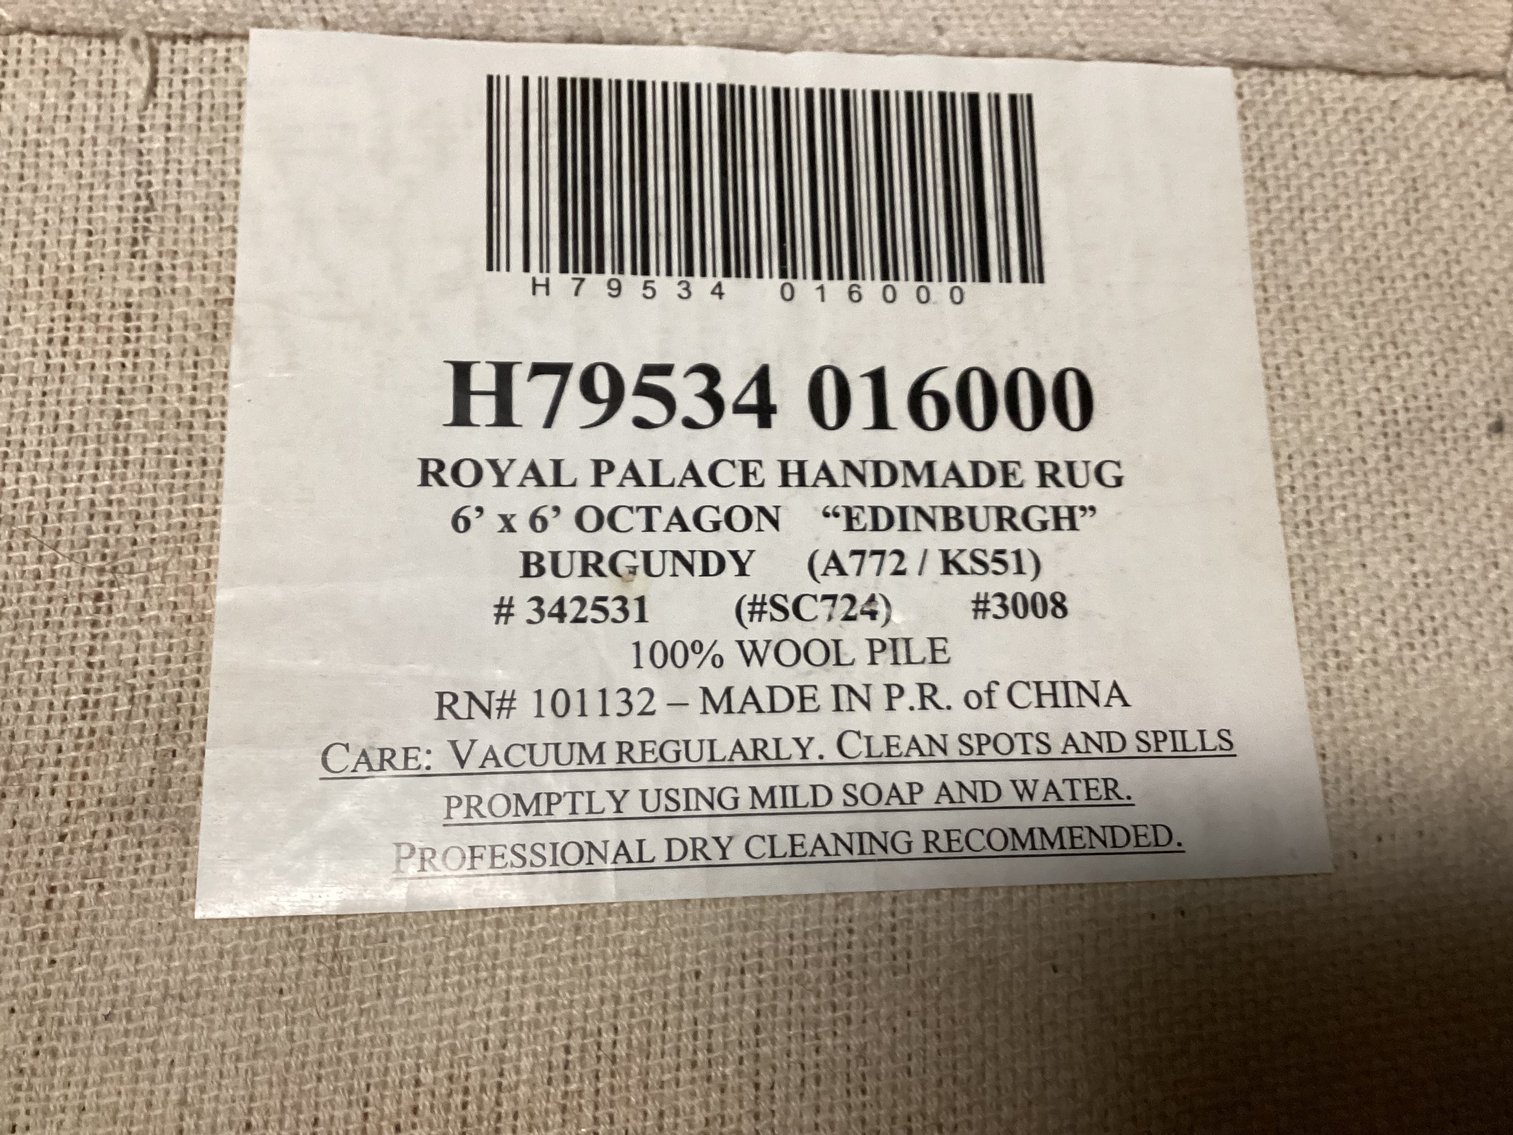 H79534 016000
H79534 016000
ROYAL PALACE HANDMADE RUG
6’ x 6’ OCTAGON “EDINBURGH”
BURGUNDY (A772 / KS51)
# 342531 (#SC724) #3008
100% WOOL PILE
RN# 101132 – MADE IN P.R. of CHINA
CARE: VACUUM REGULARLY. CLEAN SPOTS AND SPILLS
PROMPTLY USING MILD SOAP AND WATER.
PROFESSIONAL DRY CLEANING RECOMMENDED.